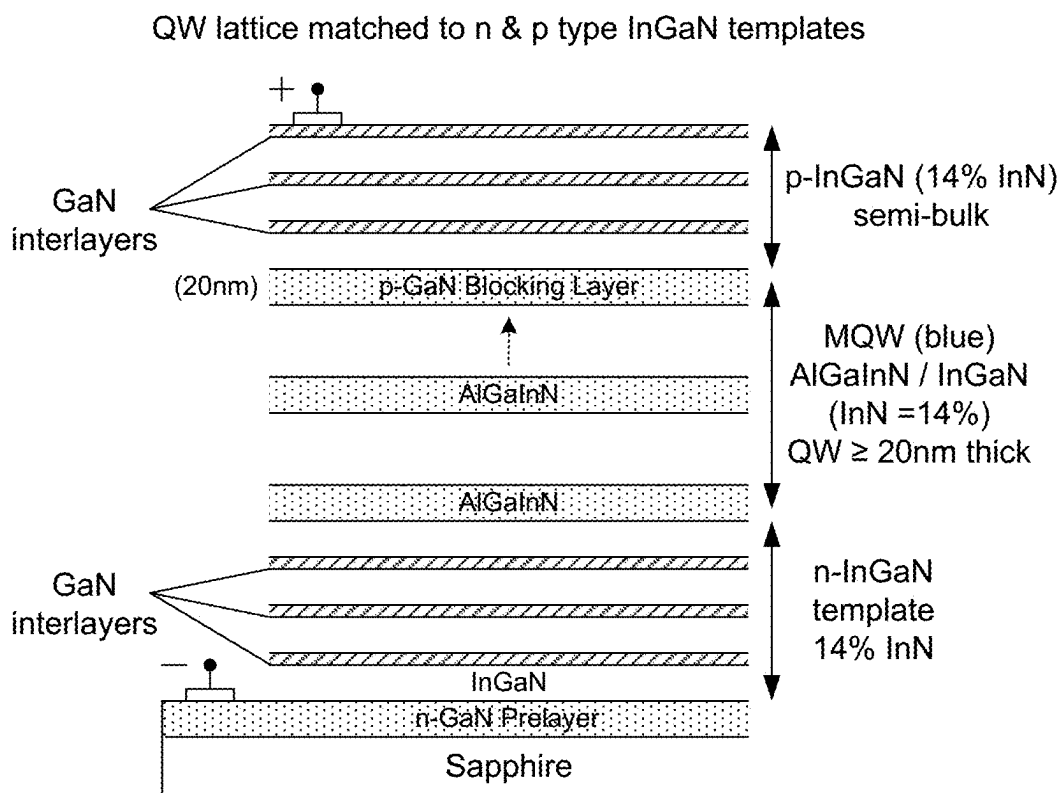 QW lattice matched to n & p type InGaN templates
+
GaN
interlayers
p-InGaN (14% InN)
semi-bulk
(20nm)
p-GaN Blocking Layer
MQW (blue)
AlGaInN / InGaN
(InN =14%)
QW ≥ 20nm thick
AlGaInN
AlGaInN
GaN
interlayers
n-InGaN
template
14% InN
−
InGaN
n-GaN Prelayer
Sapphire